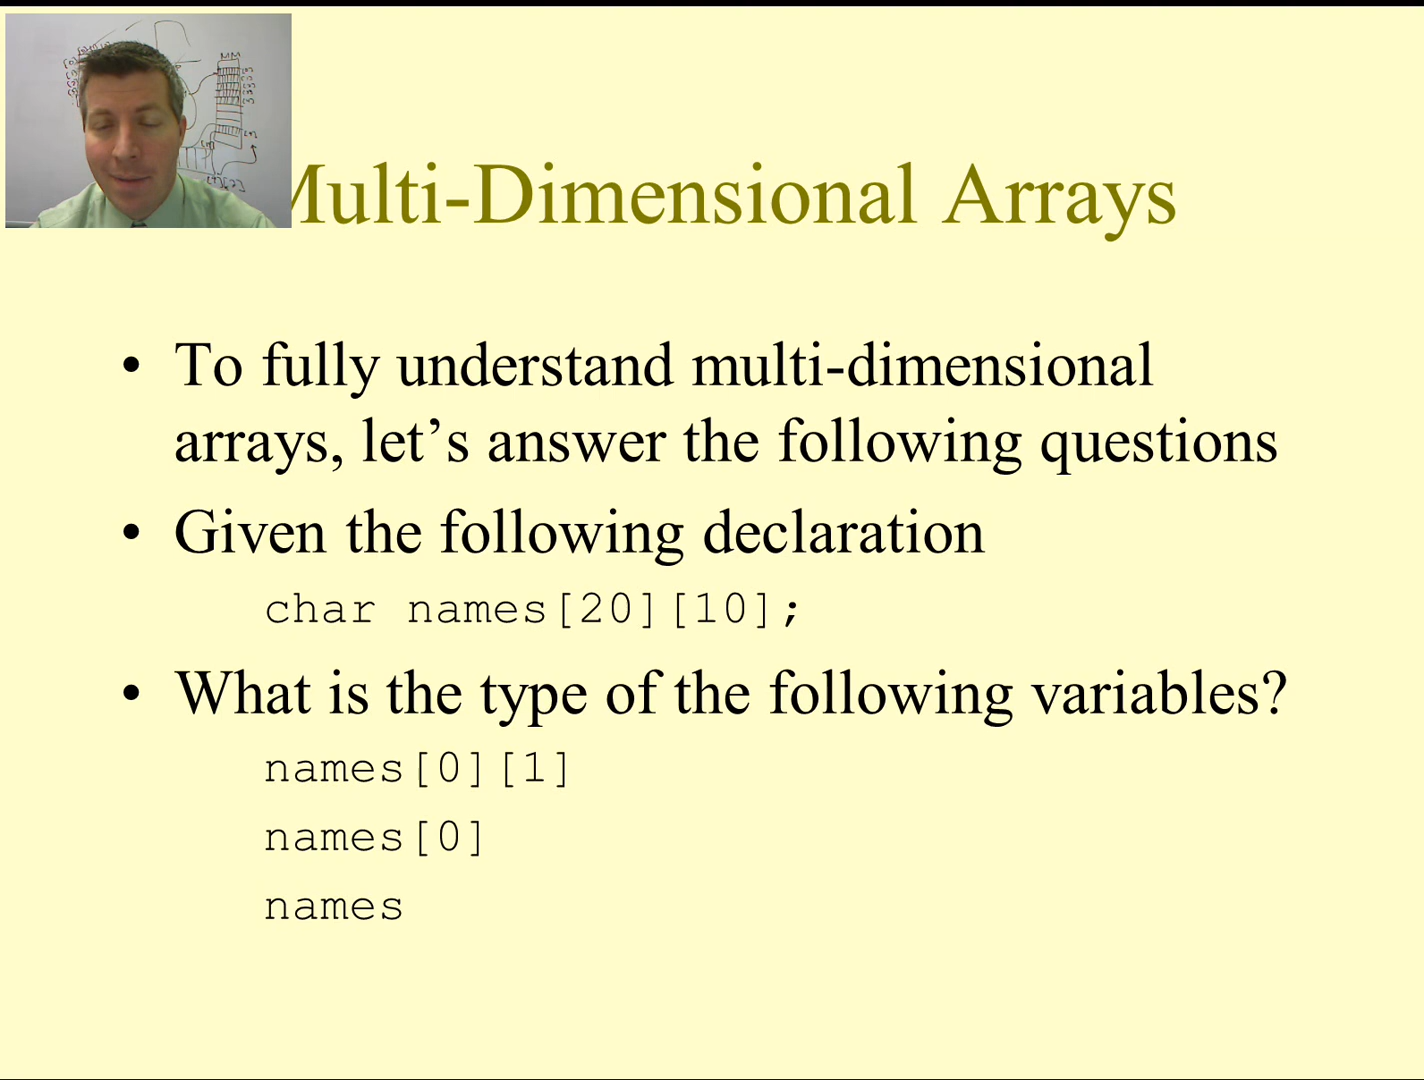 Multi-Dimensional Arrays
• To fully understand multi-dimensional
arrays, let’s answer the following questions
• Given the following declaration
char names[20][10];
• What is the type of the following variables?
names[0][1]
names[0]
names